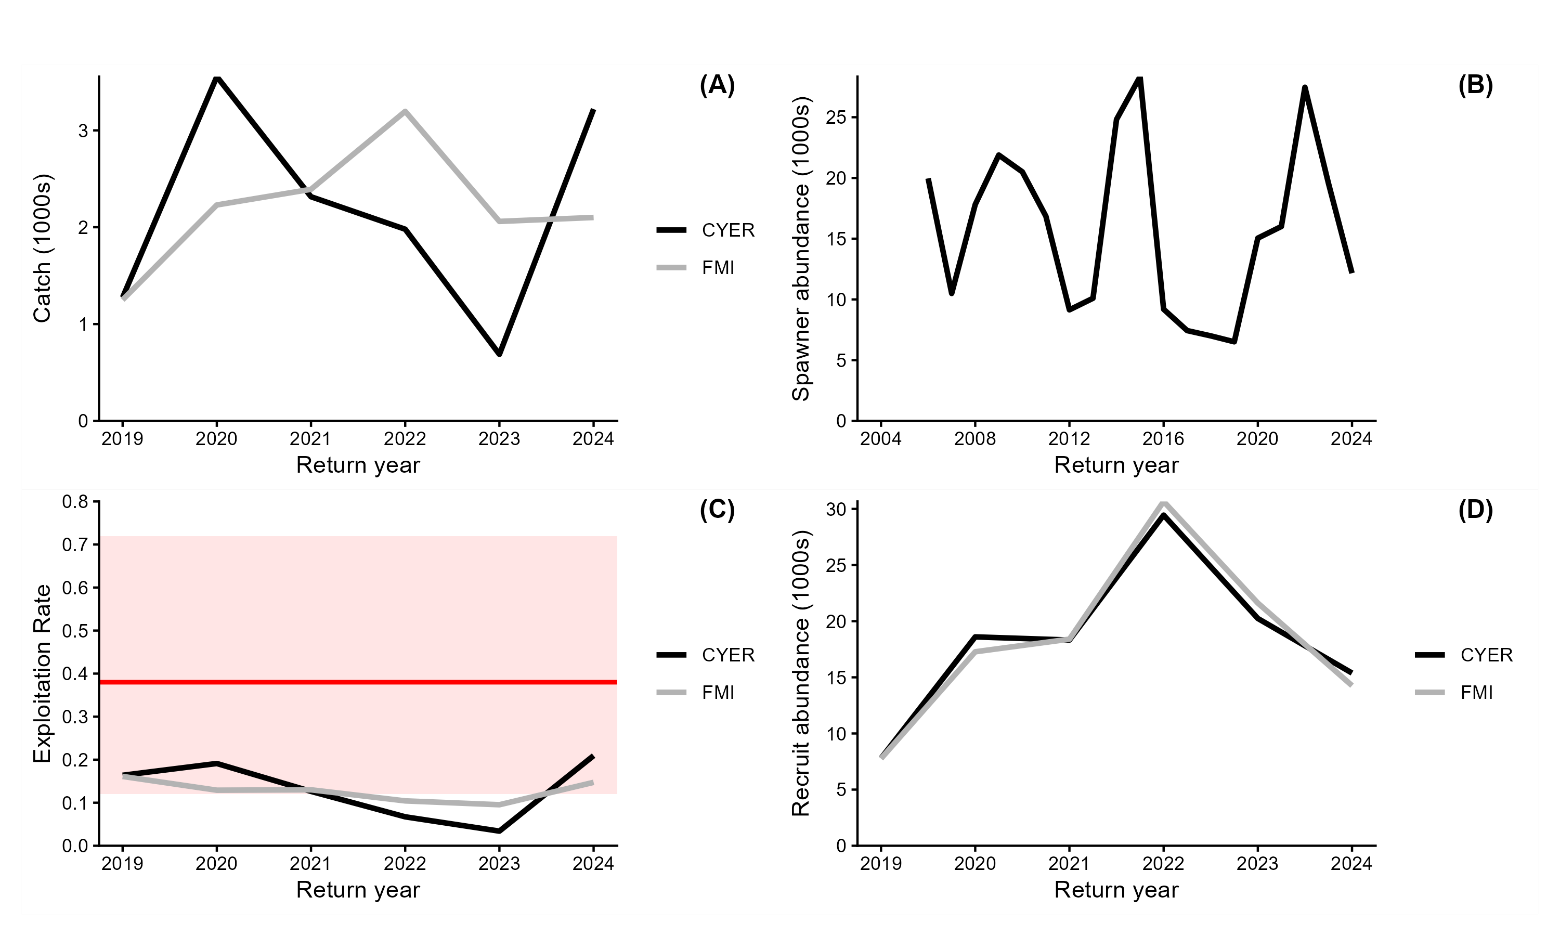 (A)
Catch (1000s)
3
2
1
0
2019 2020 2021 2022 2023 2024
Return year
CYER
FMI
(B)
Spawner abundance (1000s)
25
20
15
10
5
0
2004 2008 2012 2016 2020 2024
Return year
(C)
Exploitation Rate
0.8
0.7
0.6
0.5
0.4
0.3
0.2
0.1
0.0
2019 2020 2021 2022 2023 2024
Return year
CYER
FMI
(D)
Recruit abundance (1000s)
30
25
20
15
10
5
0
2019 2020 2021 2022 2023 2024
Return year
CYER
FMI